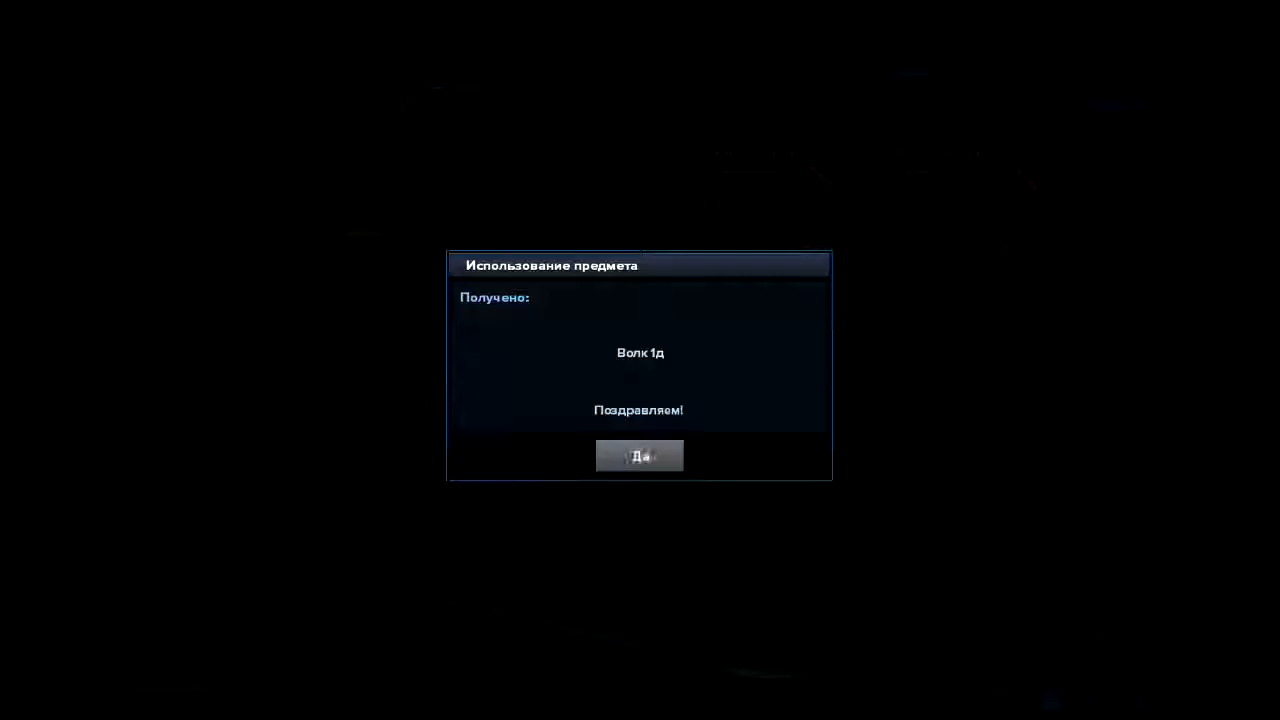 Использование предмета
Получено:
Волк 1д
Поздравляем!
Да